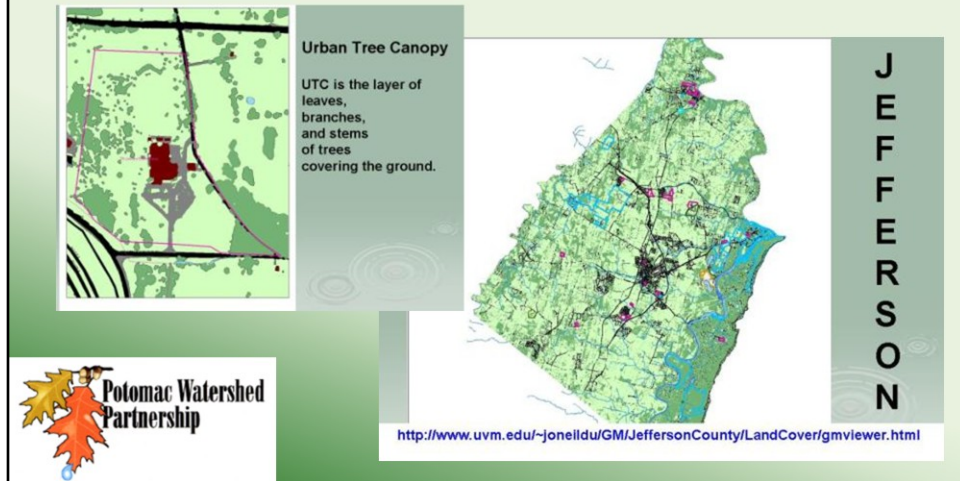 Urban Tree Canopy
UTC is the layer of
leaves,
branches,
and stems
of trees
covering the ground.
J
E
F
F
E
R
S
O
N
http://www.uvm.edu/~joneildu/GM/JeffersonCounty/LandCover/gmviewer.html
Potomac Watershed
Partnership